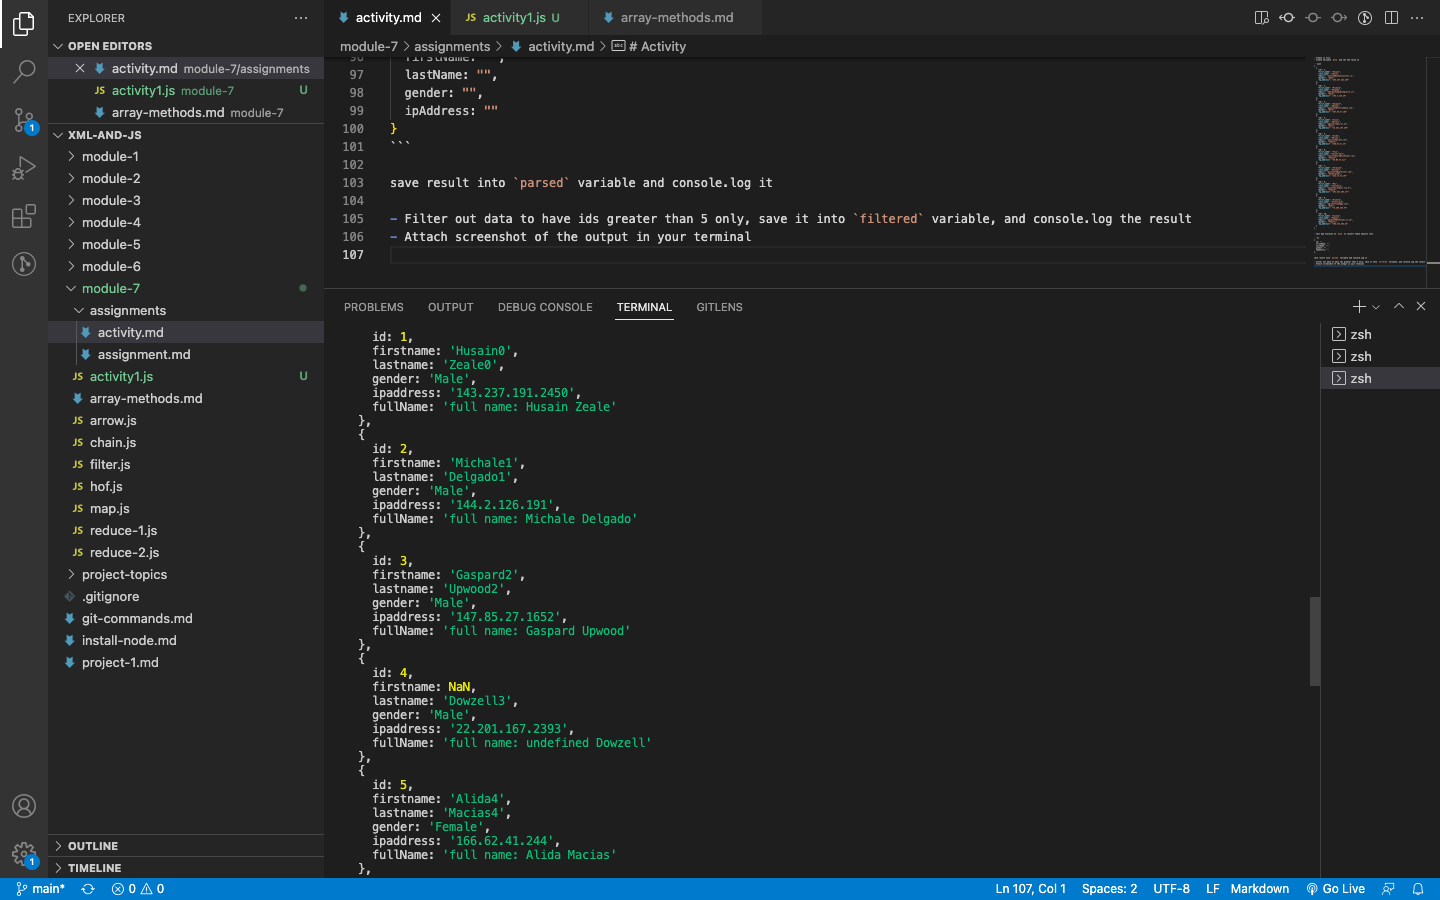 EXPLORER
OPEN EDITORS
activity.md module-7/assignments
JS activity1.js module-7 U
array-methods.md module-7
XML-AND-JS
module-1
module-2
module-3
module-4
module-5
module-6
module-7
assignments
activity.md
assignment.md
JS activity1.js U
array-methods.md
JS arrow.js
JS chain.js
JS filter.js
JS hof.js
JS map.js
JS reduce-1.js
JS reduce-2.js
project-topics
.gitignore
git-commands.md
install-node.md
project-1.md
OUTLINE
TIMELINE
1
1
activity.md
JS activity1.js U
array-methods.md
module-7 > assignments > activity.md > # Activity
96 firstName: "",
97 lastName: "",
98 gender: "",
99 ipAddress: ""
100 }
101 ```
102
103 save result into `parsed` variable and console.log it
104
105 - Filter out data to have ids greater than 5 only, save it into `filtered` variable, and console.log the result
106 - Attach screenshot of the output in your terminal
107
PROBLEMS OUTPUT DEBUG CONSOLE TERMINAL GITLENS
id: 1,
firstname: 'Husain0',
lastname: 'Zeale0',
gender: 'Male',
ipaddress: '143.237.191.2450',
fullName: 'full name: Husain Zeale'
},
{
id: 2,
firstname: 'Michale1',
lastname: 'Delgado1',
gender: 'Male',
ipaddress: '144.2.126.191',
fullName: 'full name: Michale Delgado'
},
{
id: 3,
firstname: 'Gaspard2',
lastname: 'Upwood2',
gender: 'Male',
ipaddress: '147.85.27.1652',
fullName: 'full name: Gaspard Upwood'
},
{
id: 4,
firstname: NaN,
lastname: 'Dowzell3',
gender: 'Male',
ipaddress: '22.201.167.2393',
fullName: 'full name: undefined Dowzell'
},
{
id: 5,
firstname: 'Alida4',
lastname: 'Macias4',
gender: 'Female',
ipaddress: '166.62.41.244',
fullName: 'full name: Alida Macias'
},
zsh
zsh
zsh
main* 0 0
Ln 107, Col 1 Spaces: 2 UTF-8 LF Markdown Go Live